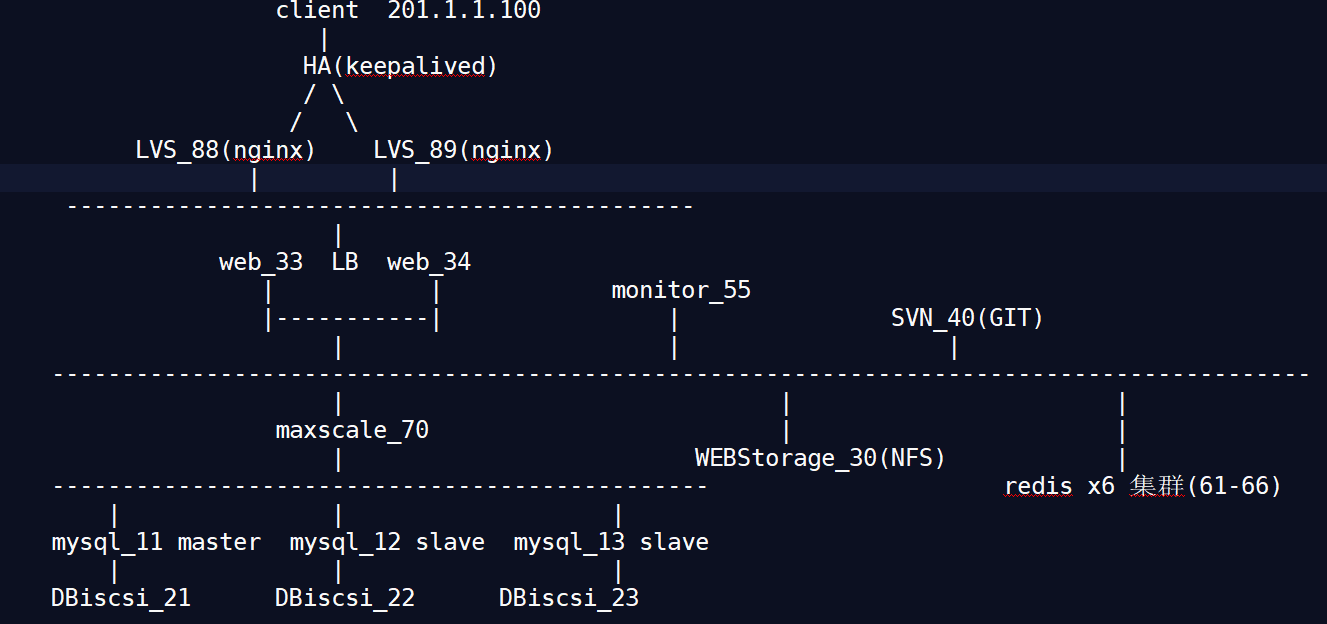 client 201.1.1.100
|
HA(keepalived)
/ \
/ \
LVS_88(nginx) LVS_89(nginx)
| |
---------------------------------------------
|
web_33 LB web_34
| | monitor_55
|-----------| | SVN_40(GIT)
| | |
------------------------------------------------------------------------------------------
| | |
maxscale_70 | |
| WEBStorage_30(NFS) |
----------------------------------------------- redis x6 集群(61-66)
| | |
mysql_11 master mysql_12 slave mysql_13 slave
| | |
DBiscsi_21 DBiscsi_22 DBiscsi_23